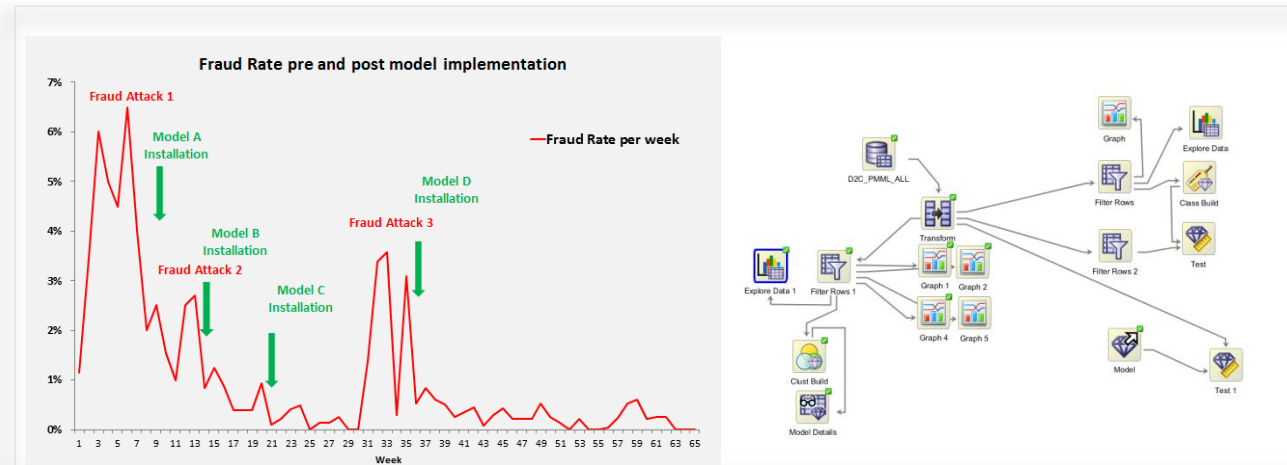 Fraud Rate pre and post model implementation
7%
6%
5%
4%
3%
2%
1%
0%
Fraud Attack 1
Model A
Installation
Fraud Rate per week
Model D
Installation
Fraud Attack 3
Model B
Installation
Fraud Attack 2
Model C
Installation
1 3 5 7 9 11 13 15 17 19 21 23 25 27 29 31 33 35 37 39 41 43 45 47 49 51 53 55 57 59 61 63 65
Week
D2C_PMML_ALL
Graph
Explore Data
Filter Rows
Class Build
Transform
Filter Rows 2
Test
Explore Data 1
Filter Rows 1
Graph 1
Graph 2
Graph 4
Graph 5
Model
Test 1
Clust Build
Model Details